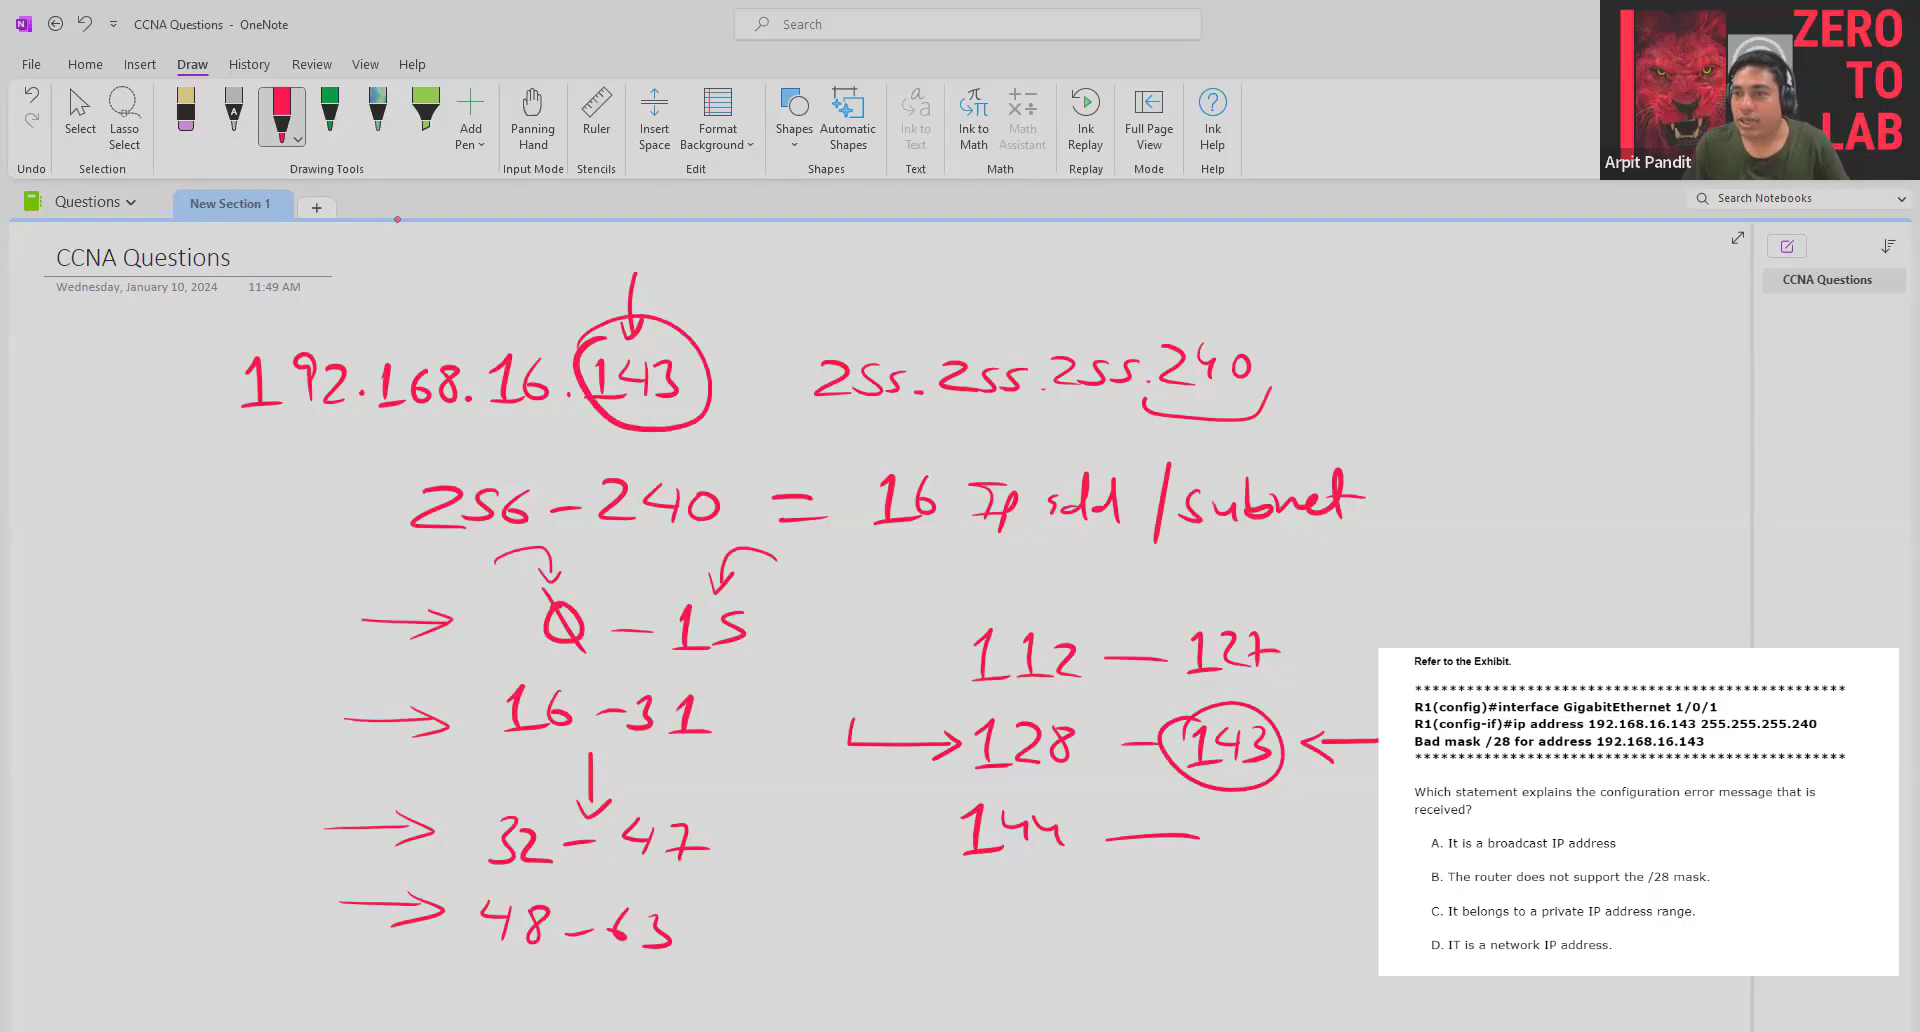 CCNA Questions - OneNote
Search
File Home Insert Draw History Review View Help
Select
Lasso Select
A
Add Pen
Panning Hand
Ruler
Insert Space
Format Background
Shapes
Automatic Shapes
Ink to Text
Ink to Math
Math Assistant
Ink Replay
Full Page View
Ink Help
Undo Selection Drawing Tools Input Mode Stencils Edit Shapes Text Math Replay Mode Help
ZERO
TO
LAB
Arpit Pandit
Questions
New Section 1
+
Search Notebooks
CCNA Questions
Wednesday, January 10, 2024 11:49 AM
CCNA Questions
192.168.16.143 255.255.255.240
256-240 = 16 Ip add / subnet
0 - 15
16 - 31
32 - 47
48 - 63
112 — 127
128 - 143
144 —
Refer to the Exhibit.
**************************************************
R1(config)#interface GigabitEthernet 1/0/1
R1(config-if)#ip address 192.168.16.143 255.255.255.240
Bad mask /28 for address 192.168.16.143
**************************************************
Which statement explains the configuration error message that is
received?
A. It is a broadcast IP address
B. The router does not support the /28 mask.
C. It belongs to a private IP address range.
D. IT is a network IP address.